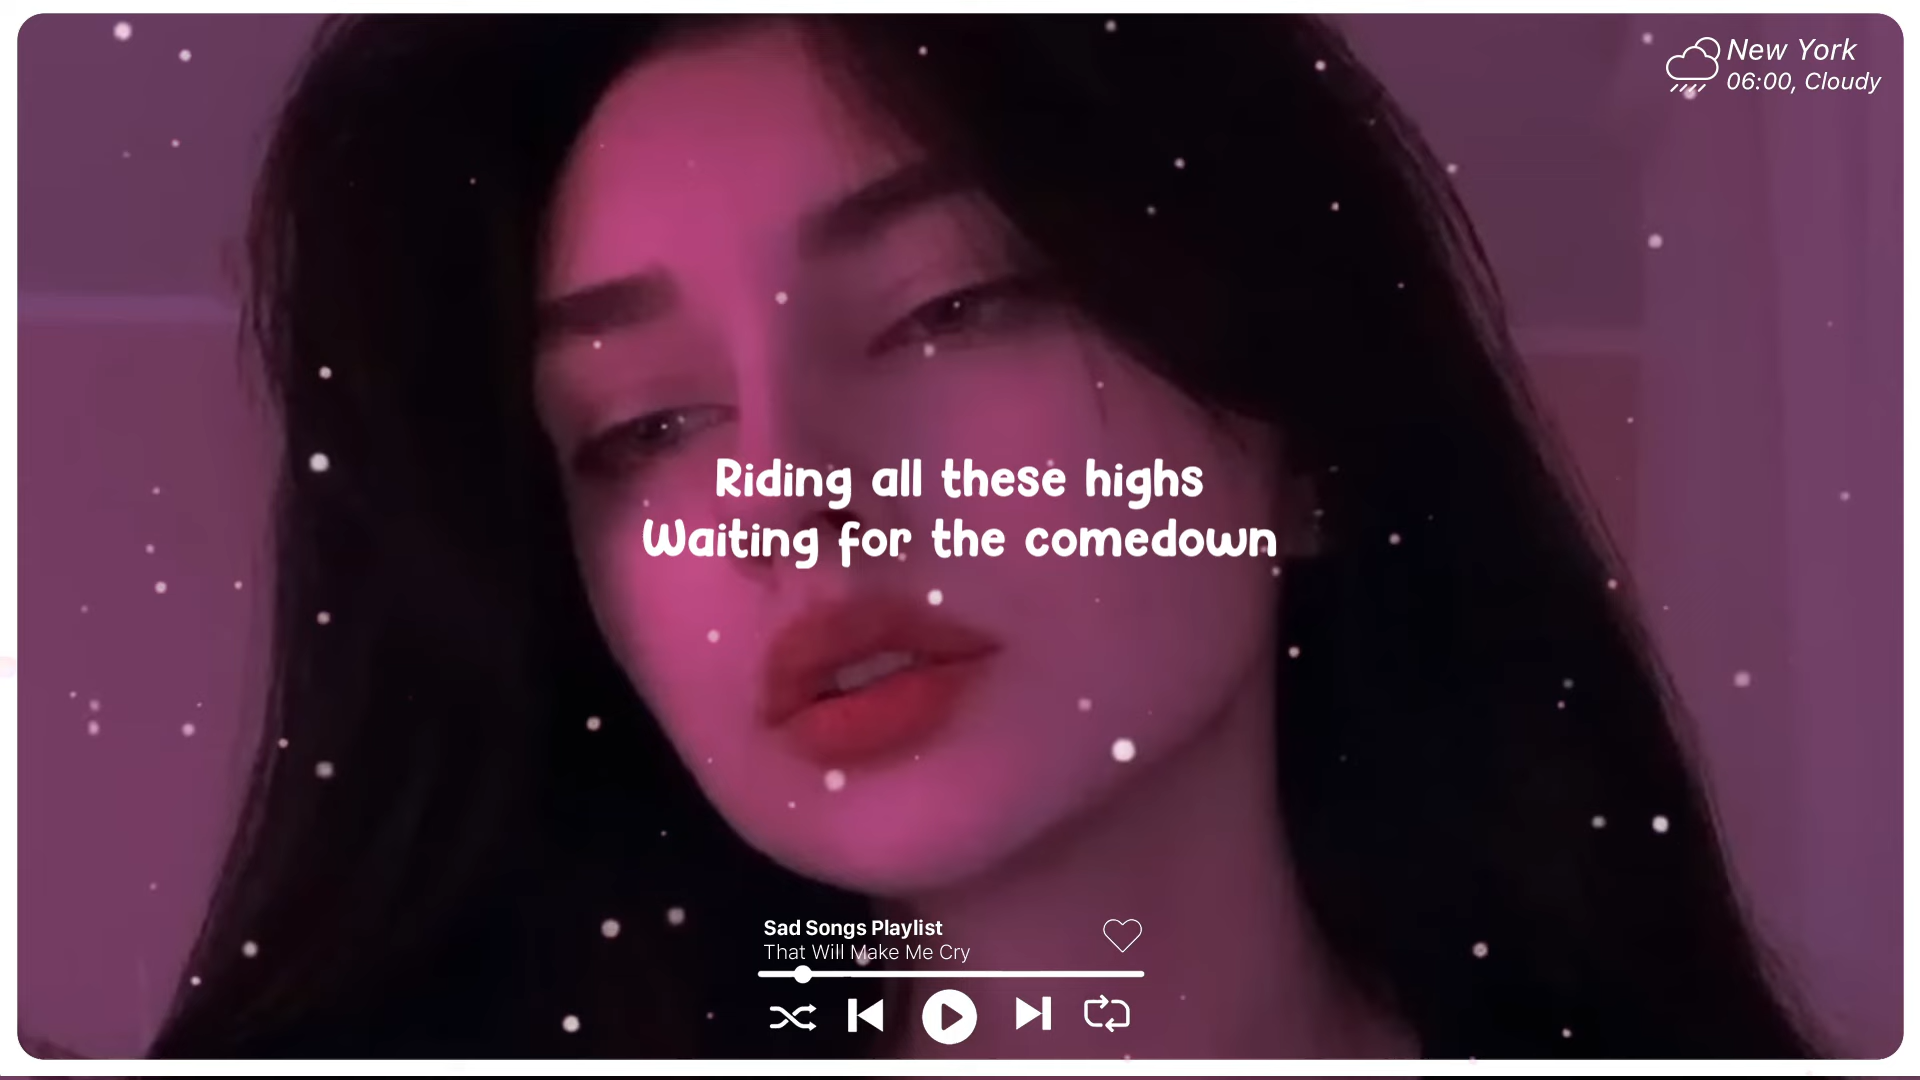 New York
06:00, Cloudy
Riding all these highs
Waiting for the comedown
Sad Songs Playlist
That Will Make Me Cry